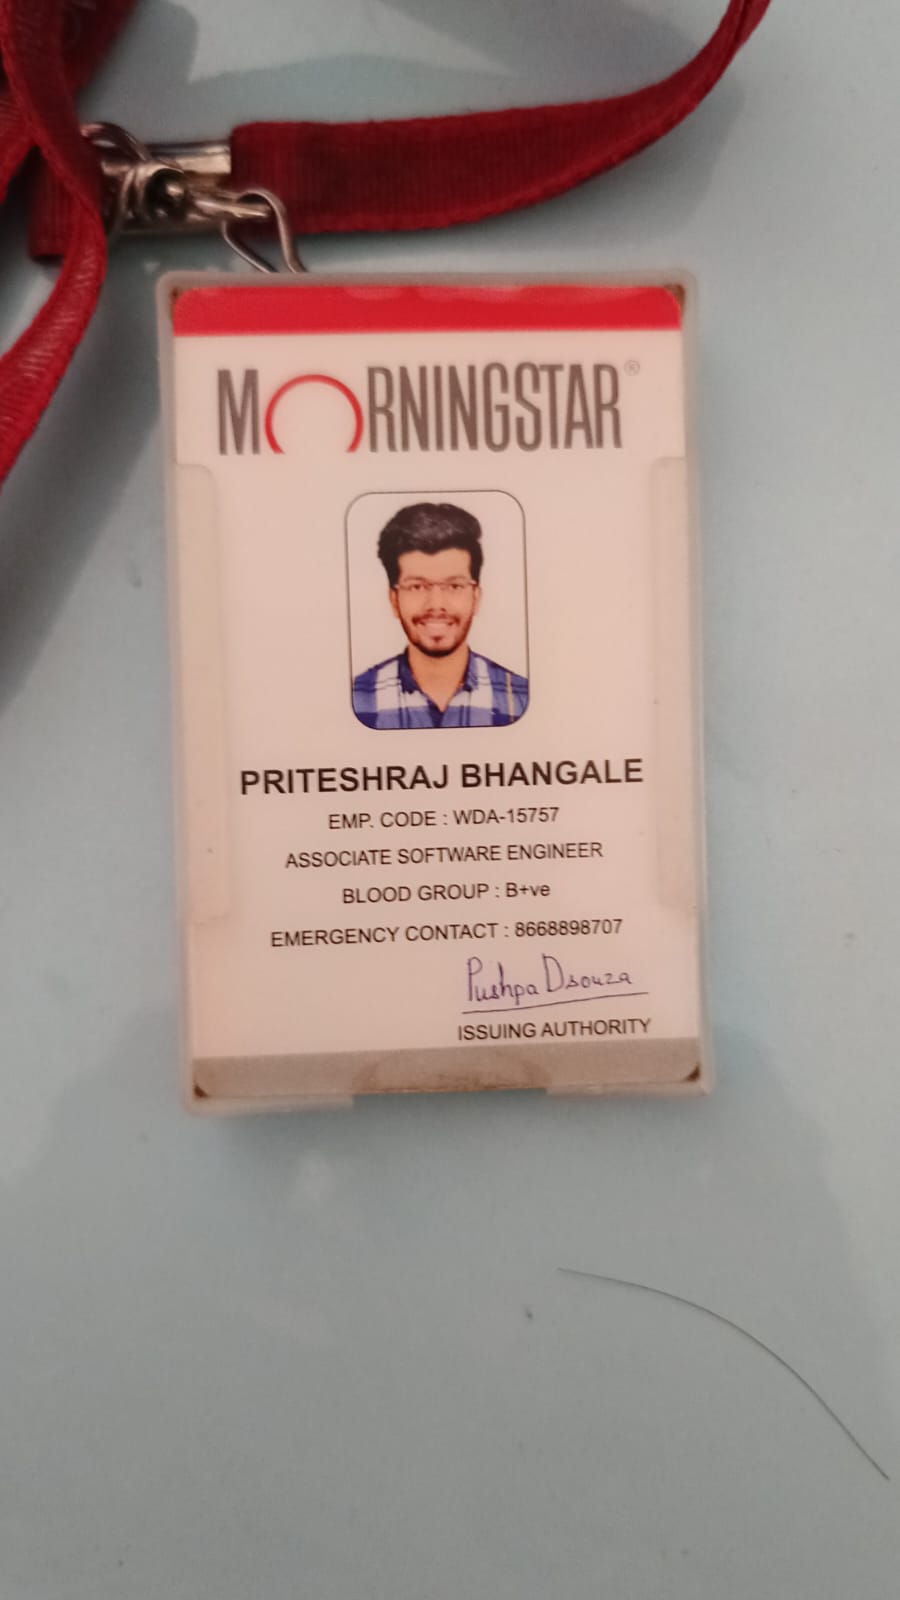 MORNINGSTAR®
PRITESHRAJ BHANGALE
EMP. CODE : WDA-15757
ASSOCIATE SOFTWARE ENGINEER
BLOOD GROUP : B+ve
EMERGENCY CONTACT : 8668898707
Pushpa Dsouza
ISSUING AUTHORITY